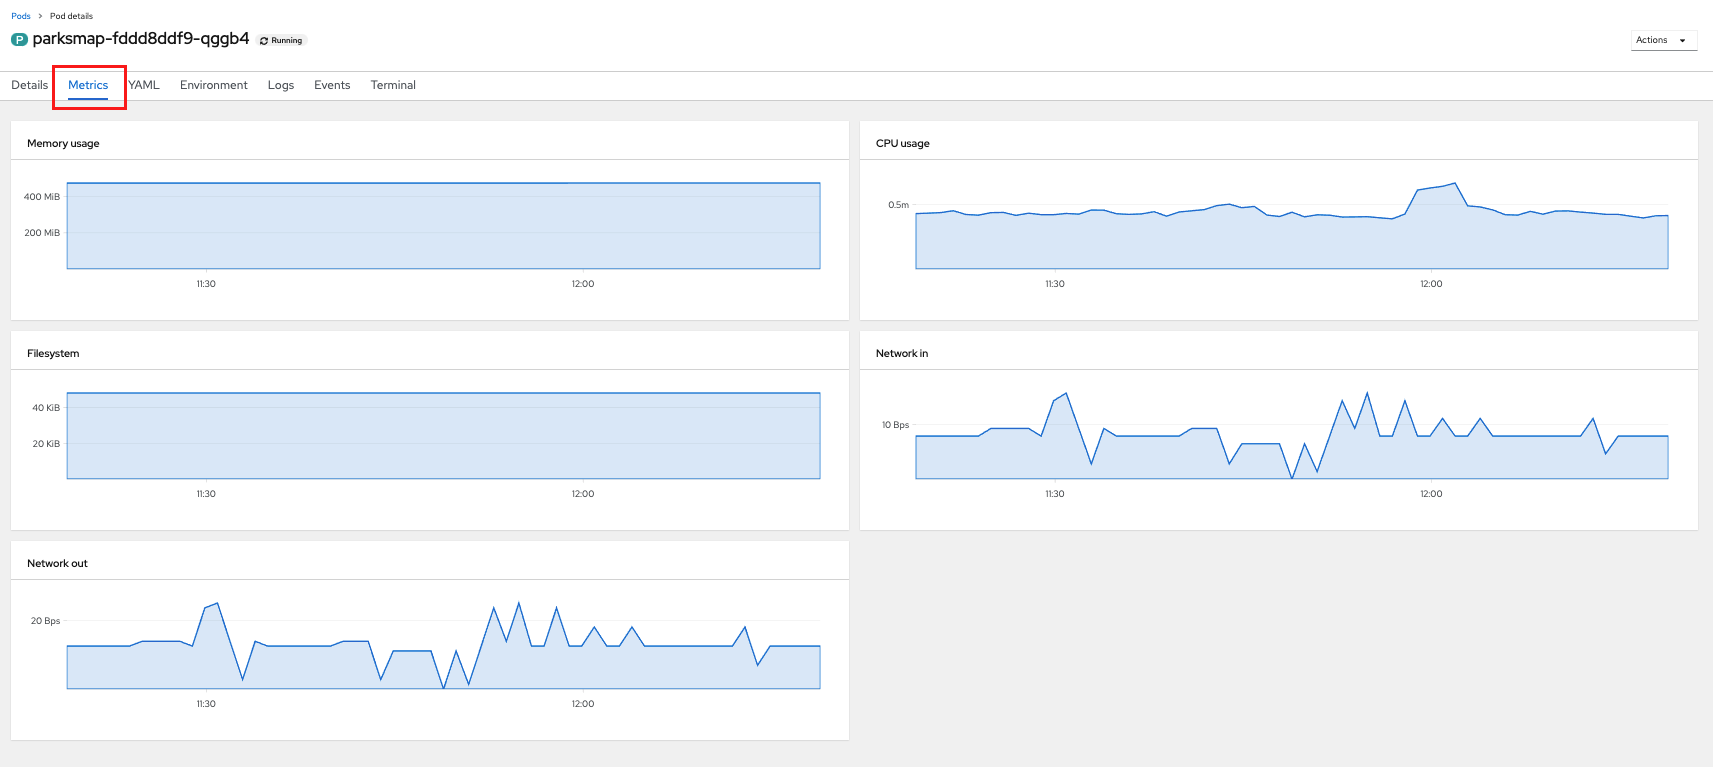 Pods > Pod details
P parksmap-fddd8ddf9-qggb4 Running
Actions
Details Metrics YAML Environment Logs Events Terminal
Memory usage
400 MiB
200 MiB
11:30 12:00
CPU usage
0.5m
11:30 12:00
Filesystem
40 KiB
20 KiB
11:30 12:00
Network in
10 Bps
11:30 12:00
Network out
20 Bps
11:30 12:00